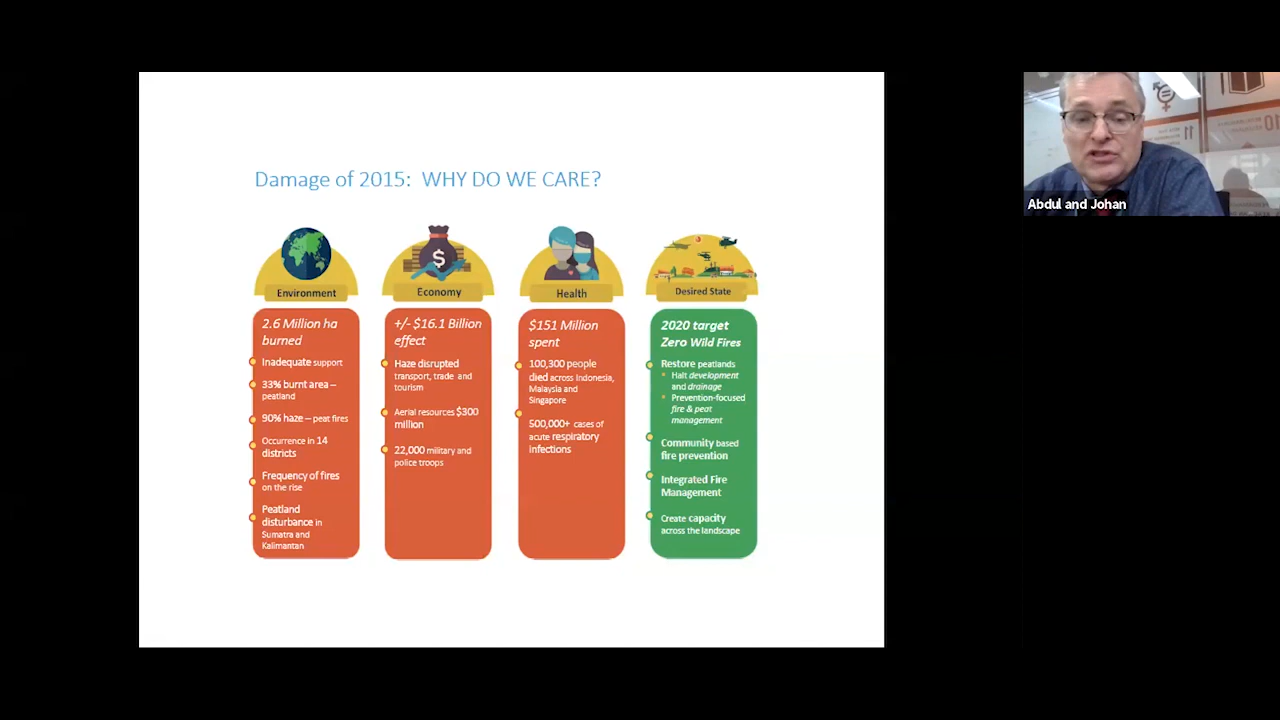 Damage of 2015: WHY DO WE CARE?
Environment
2.6 Million ha
burned
Inadequate support
33% burnt area –
peatland
90% haze – peat fires
Occurrence in 14
districts
Frequency of fires
on the rise
Peatland
disturbance in
Sumatra and
Kalimantan
Economy
+/- $16.1 Billion
effect
Haze disrupted
transport, trade and
tourism
Aerial resources $300
million
22,000 military and
police troops
Health
$151 Million
spent
100,300 people
died across Indonesia,
Malaysia and
Singapore
500,000+ cases of
acute respiratory
infections
Desired State
2020 target
Zero Wild Fires
Restore peatlands
Halt development
and drainage
Prevention-focused
fire & peat
management
Community based
fire prevention
Integrated Fire
Management
Create capacity
across the landscape
$
Abdul and Johan
11
10